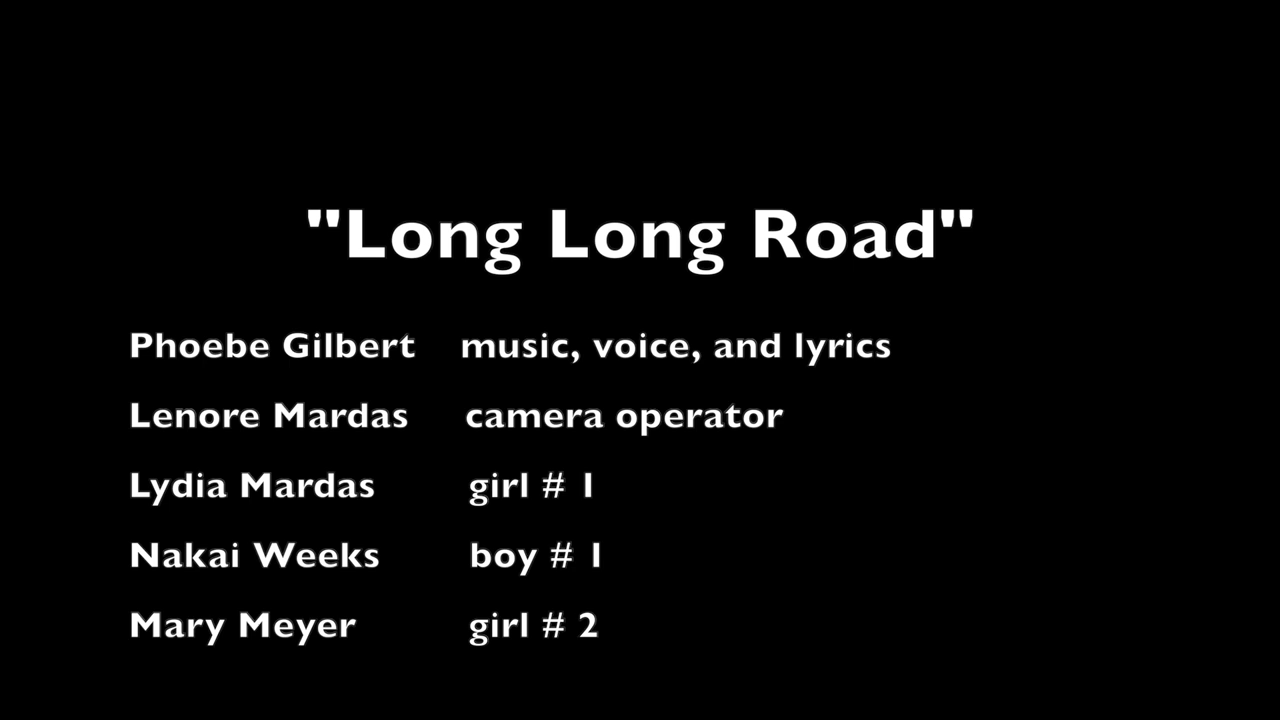 "Long Long Road"
Phoebe Gilbert music, voice, and lyrics
Lenore Mardas camera operator
Lydia Mardas girl # 1
Nakai Weeks boy # 1
Mary Meyer girl # 2